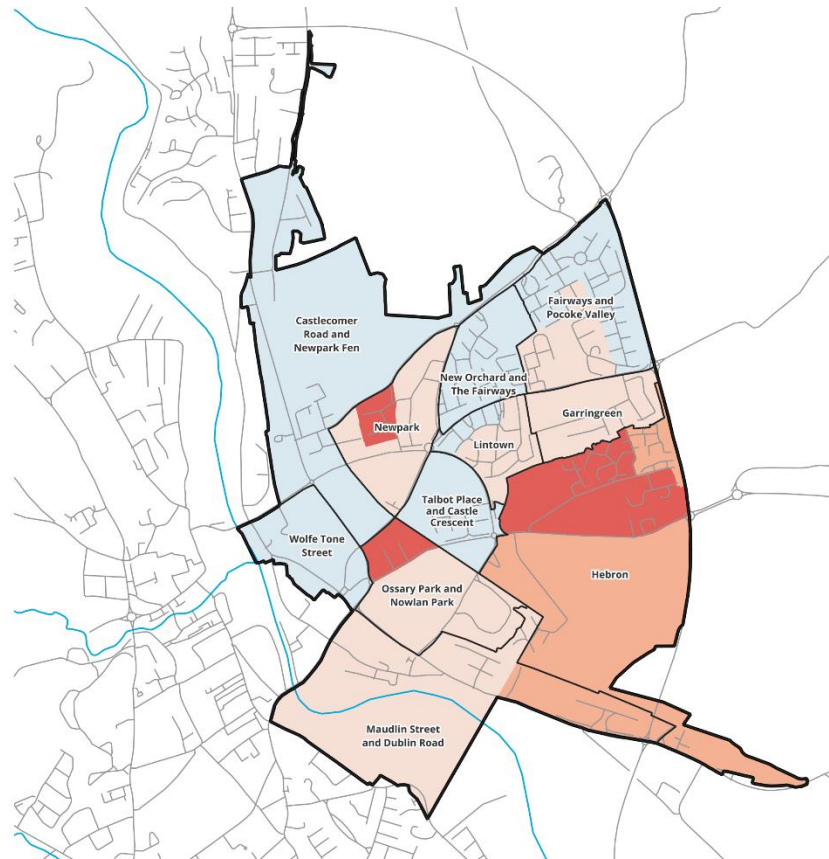 Castlecomer
Road and
Newpark Fen
Fairways and
Pocoke Valley
New Orchard and
The Fairways
Newpark
Garringreen
Lintown
Talbot Place
and Castle
Crescent
Wolfe Tone
Street
Hebron
Ossary Park and
Nowlan Park
Maudlin Street
and Dublin Road